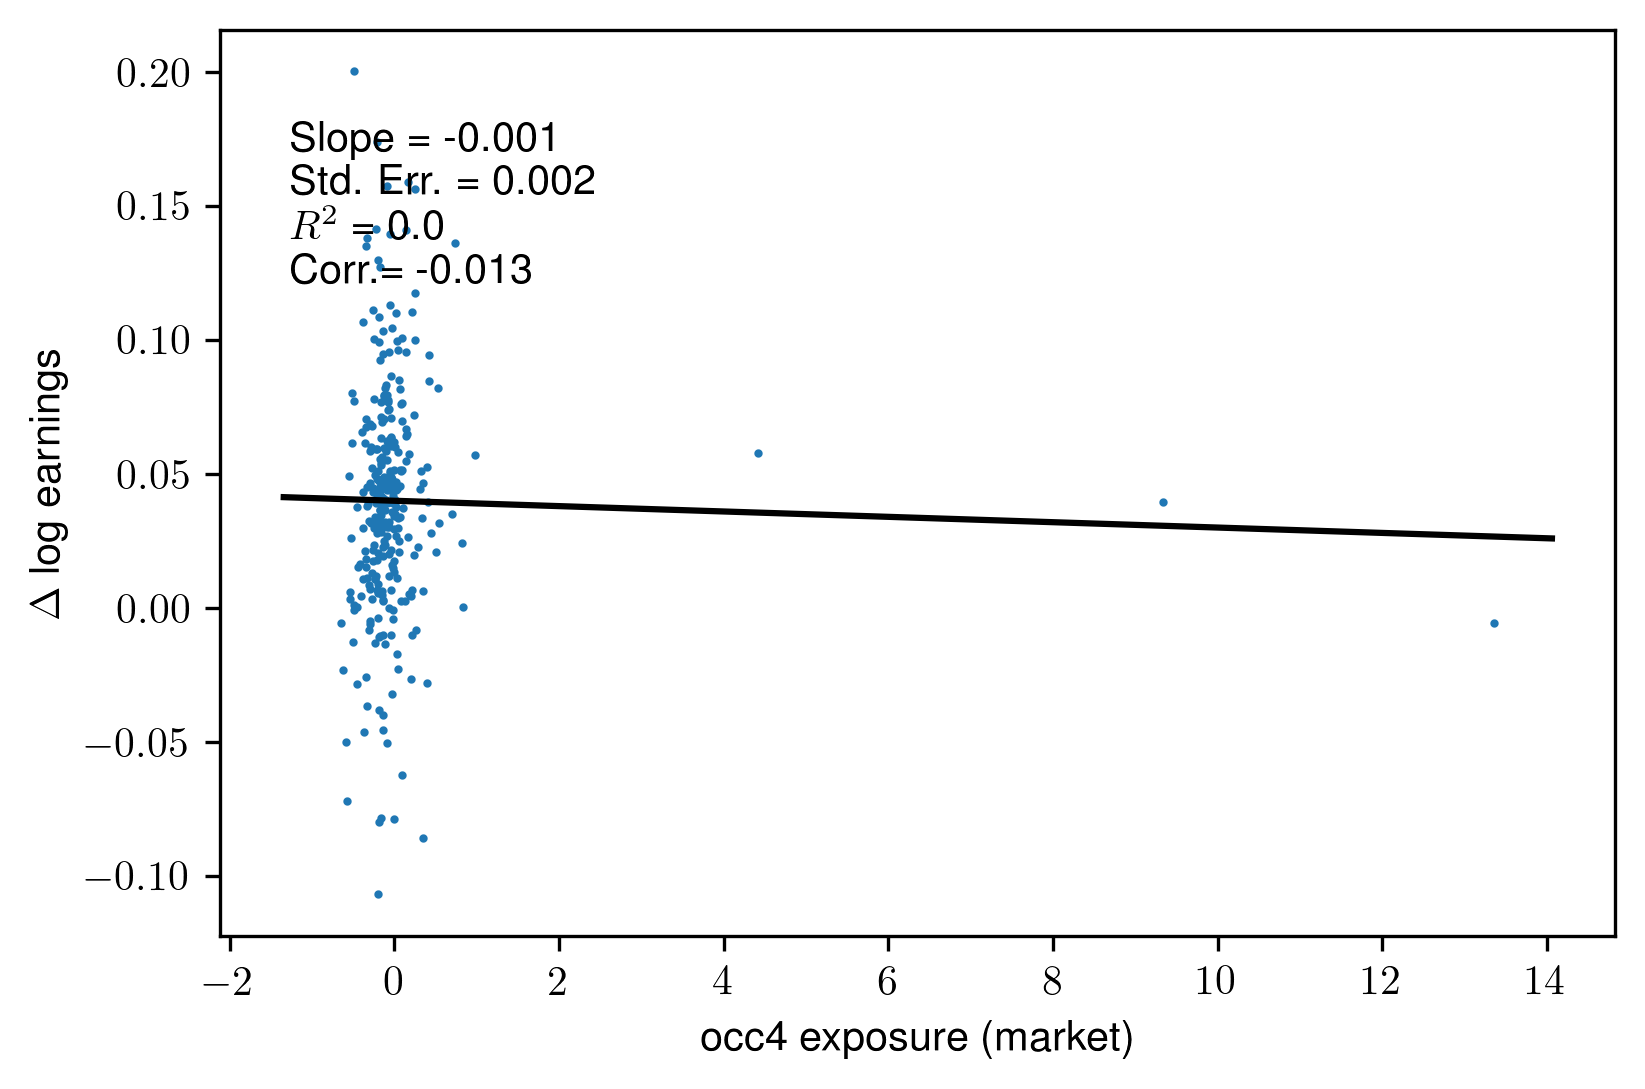 0.20
0.15
0.10
0.05
0.00
−0.05
−0.10
Δ log earnings
Slope = -0.001
Std. Err. = 0.002
R² = 0.0
Corr.= -0.013
−2 0 2 4 6 8 10 12 14
occ4 exposure (market)